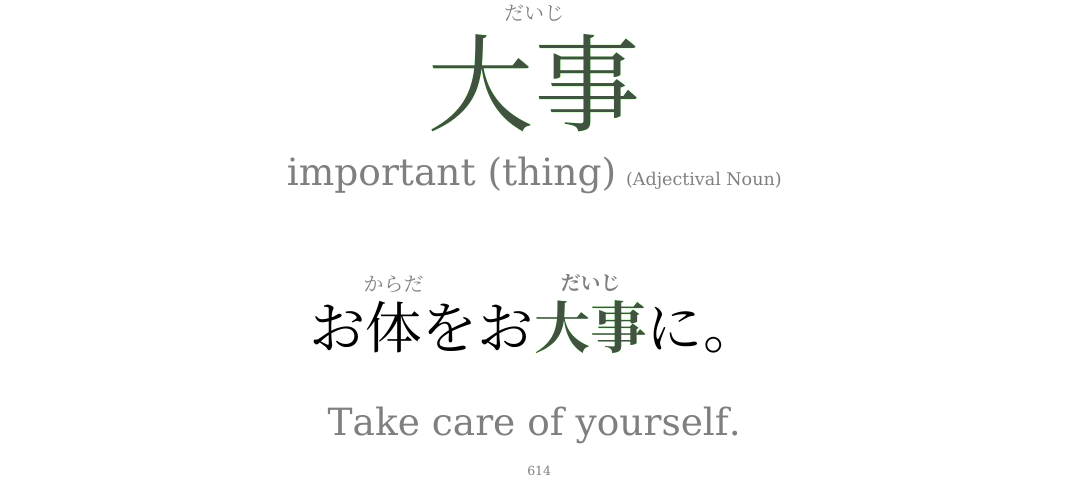 だいじ
大事
important (thing) (Adjectival Noun)
からだ だいじ
お体をお大事に。
Take care of yourself.
614